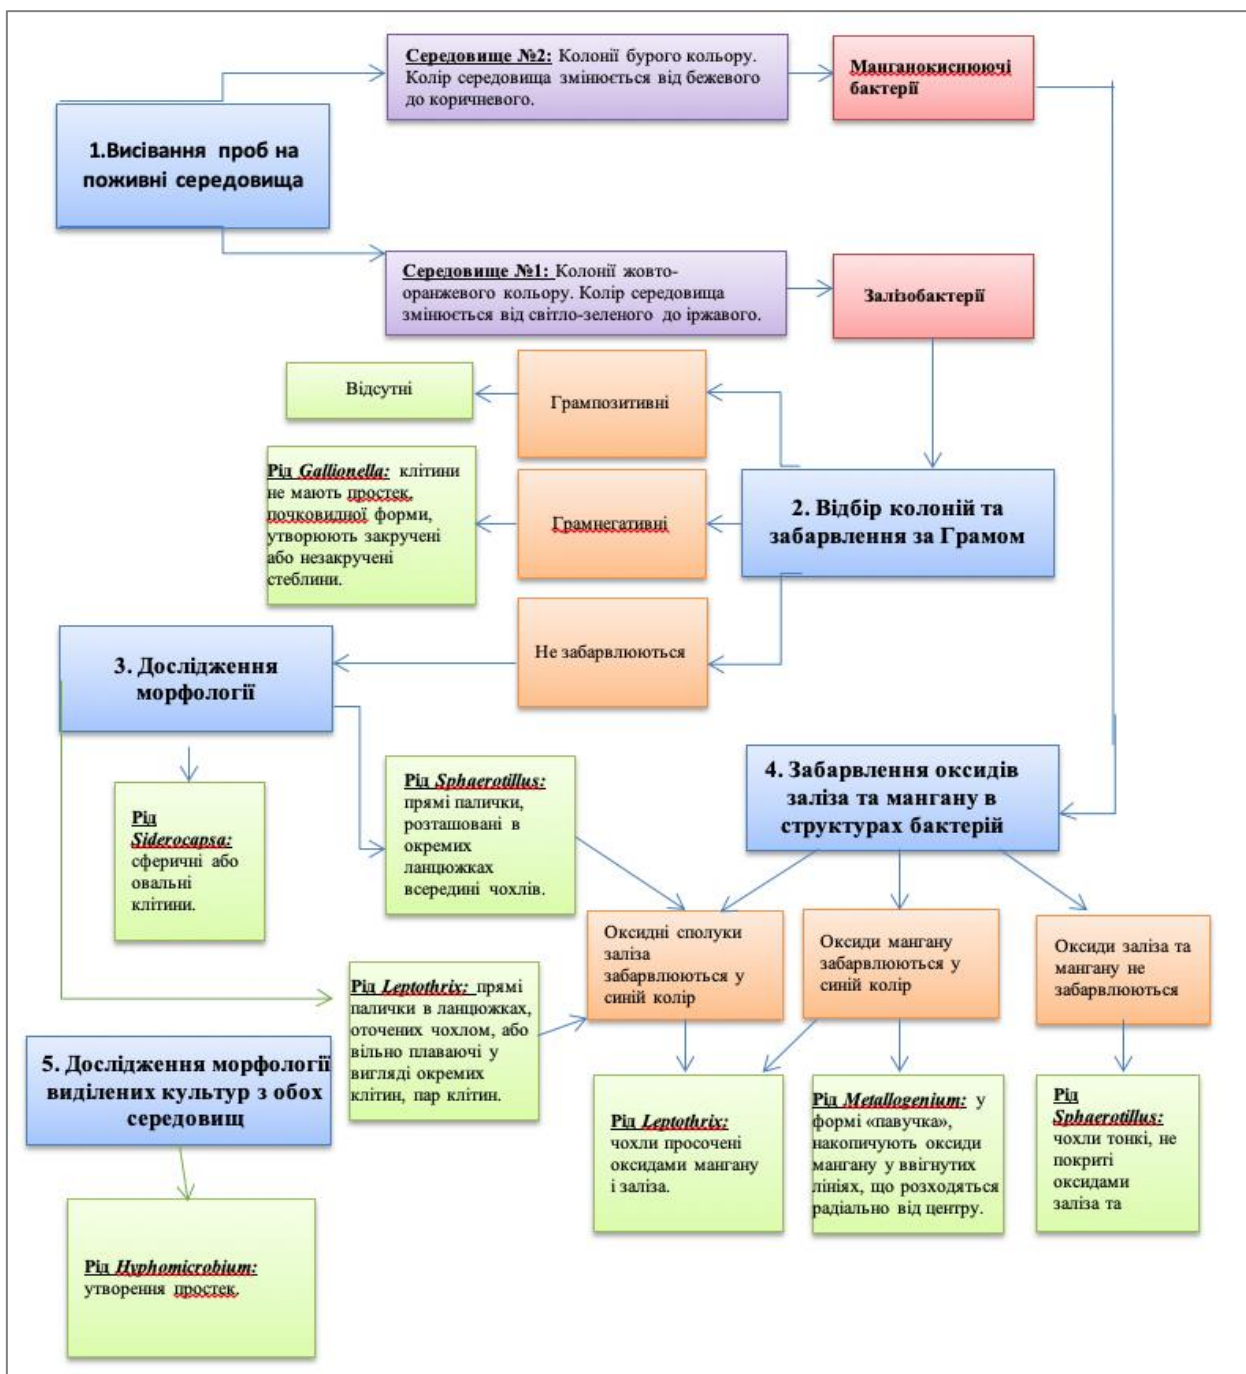 Середовище №2: Колонії бурого кольору.
Колір середовища змінюється від бежевого
до коричневого.
Манганокиснюючі
бактерії
1.Висівання проб на
поживні середовища
Середовище №1: Колонії жовто-
оранжевого кольору. Колір середовища
змінюється від світло-зеленого до іржавого.
Залізобактерії
Відсутні
Грампозитивні
Рід Gallionella: клітини
не мають простек,
почковидної форми,
утворюють закручені
або незакручені
стеблини.
Грамнегативні
2. Відбір колоній та
забарвлення за Грамом
Не забарвлюються
3. Дослідження
морфології
Рід
Siderocapsa:
сферичні або
овальні
клітини.
Рід Sphaerotillus:
прямі палички,
розташовані в
окремих
ланцюжках
всередині чохлів.
4. Забарвлення оксидів
заліза та мангану в
структурах бактерій
Оксидні сполуки
заліза
забарвлюються у
синій колір
Оксиди мангану
забарвлюються у
синій колір
Оксиди заліза та
мангану не
забарвлюються
Рід Leptothrix: прямі
палички в ланцюжках,
оточених чохлом, або
вільно плаваючі у
вигляді окремих
клітин, пар клітин.
5. Дослідження морфології
виділених культур з обох
середовищ
Рід Leptothrix:
чохли просочені
оксидами мангану
і заліза.
Рід Metallogenium: у
формі «павучка»,
накопичують оксиди
мангану у ввігнутих
лініях, що розходяться
радіально від центру.
Рід
Sphaerotillus:
чохли тонкі, не
покриті
оксидами
заліза та
Рід Hyphomicrobium:
утворення простек.